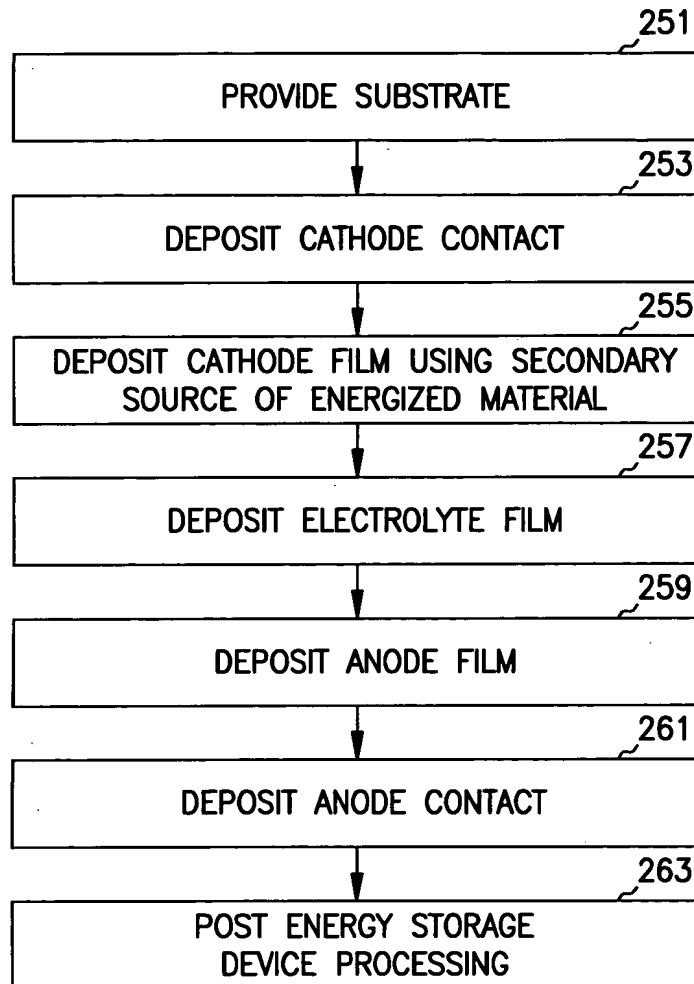 251
PROVIDE SUBSTRATE
253
DEPOSIT CATHODE CONTACT
255
DEPOSIT CATHODE FILM USING SECONDARY
SOURCE OF ENERGIZED MATERIAL
257
DEPOSIT ELECTROLYTE FILM
259
DEPOSIT ANODE FILM
261
DEPOSIT ANODE CONTACT
263
POST ENERGY STORAGE
DEVICE PROCESSING